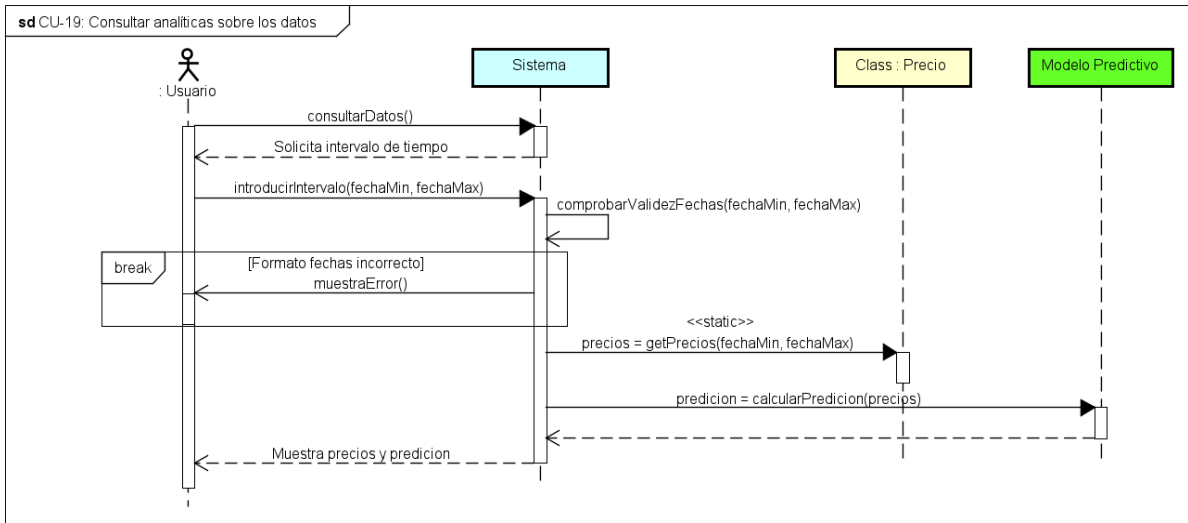 sd CU-19: Consultar analíticas sobre los datos
: Usuario
Sistema
Class : Precio
Modelo Predictivo
consultarDatos()
Solicita intervalo de tiempo
introducirIntervalo(fechaMin, fechaMax)
comprobarValidezFechas(fechaMin, fechaMax)
break
[Formato fechas incorrecto]
muestraError()
<<static>>
precios = getPrecios(fechaMin, fechaMax)
predicion = calcularPredicion(precios)
Muestra precios y predicion